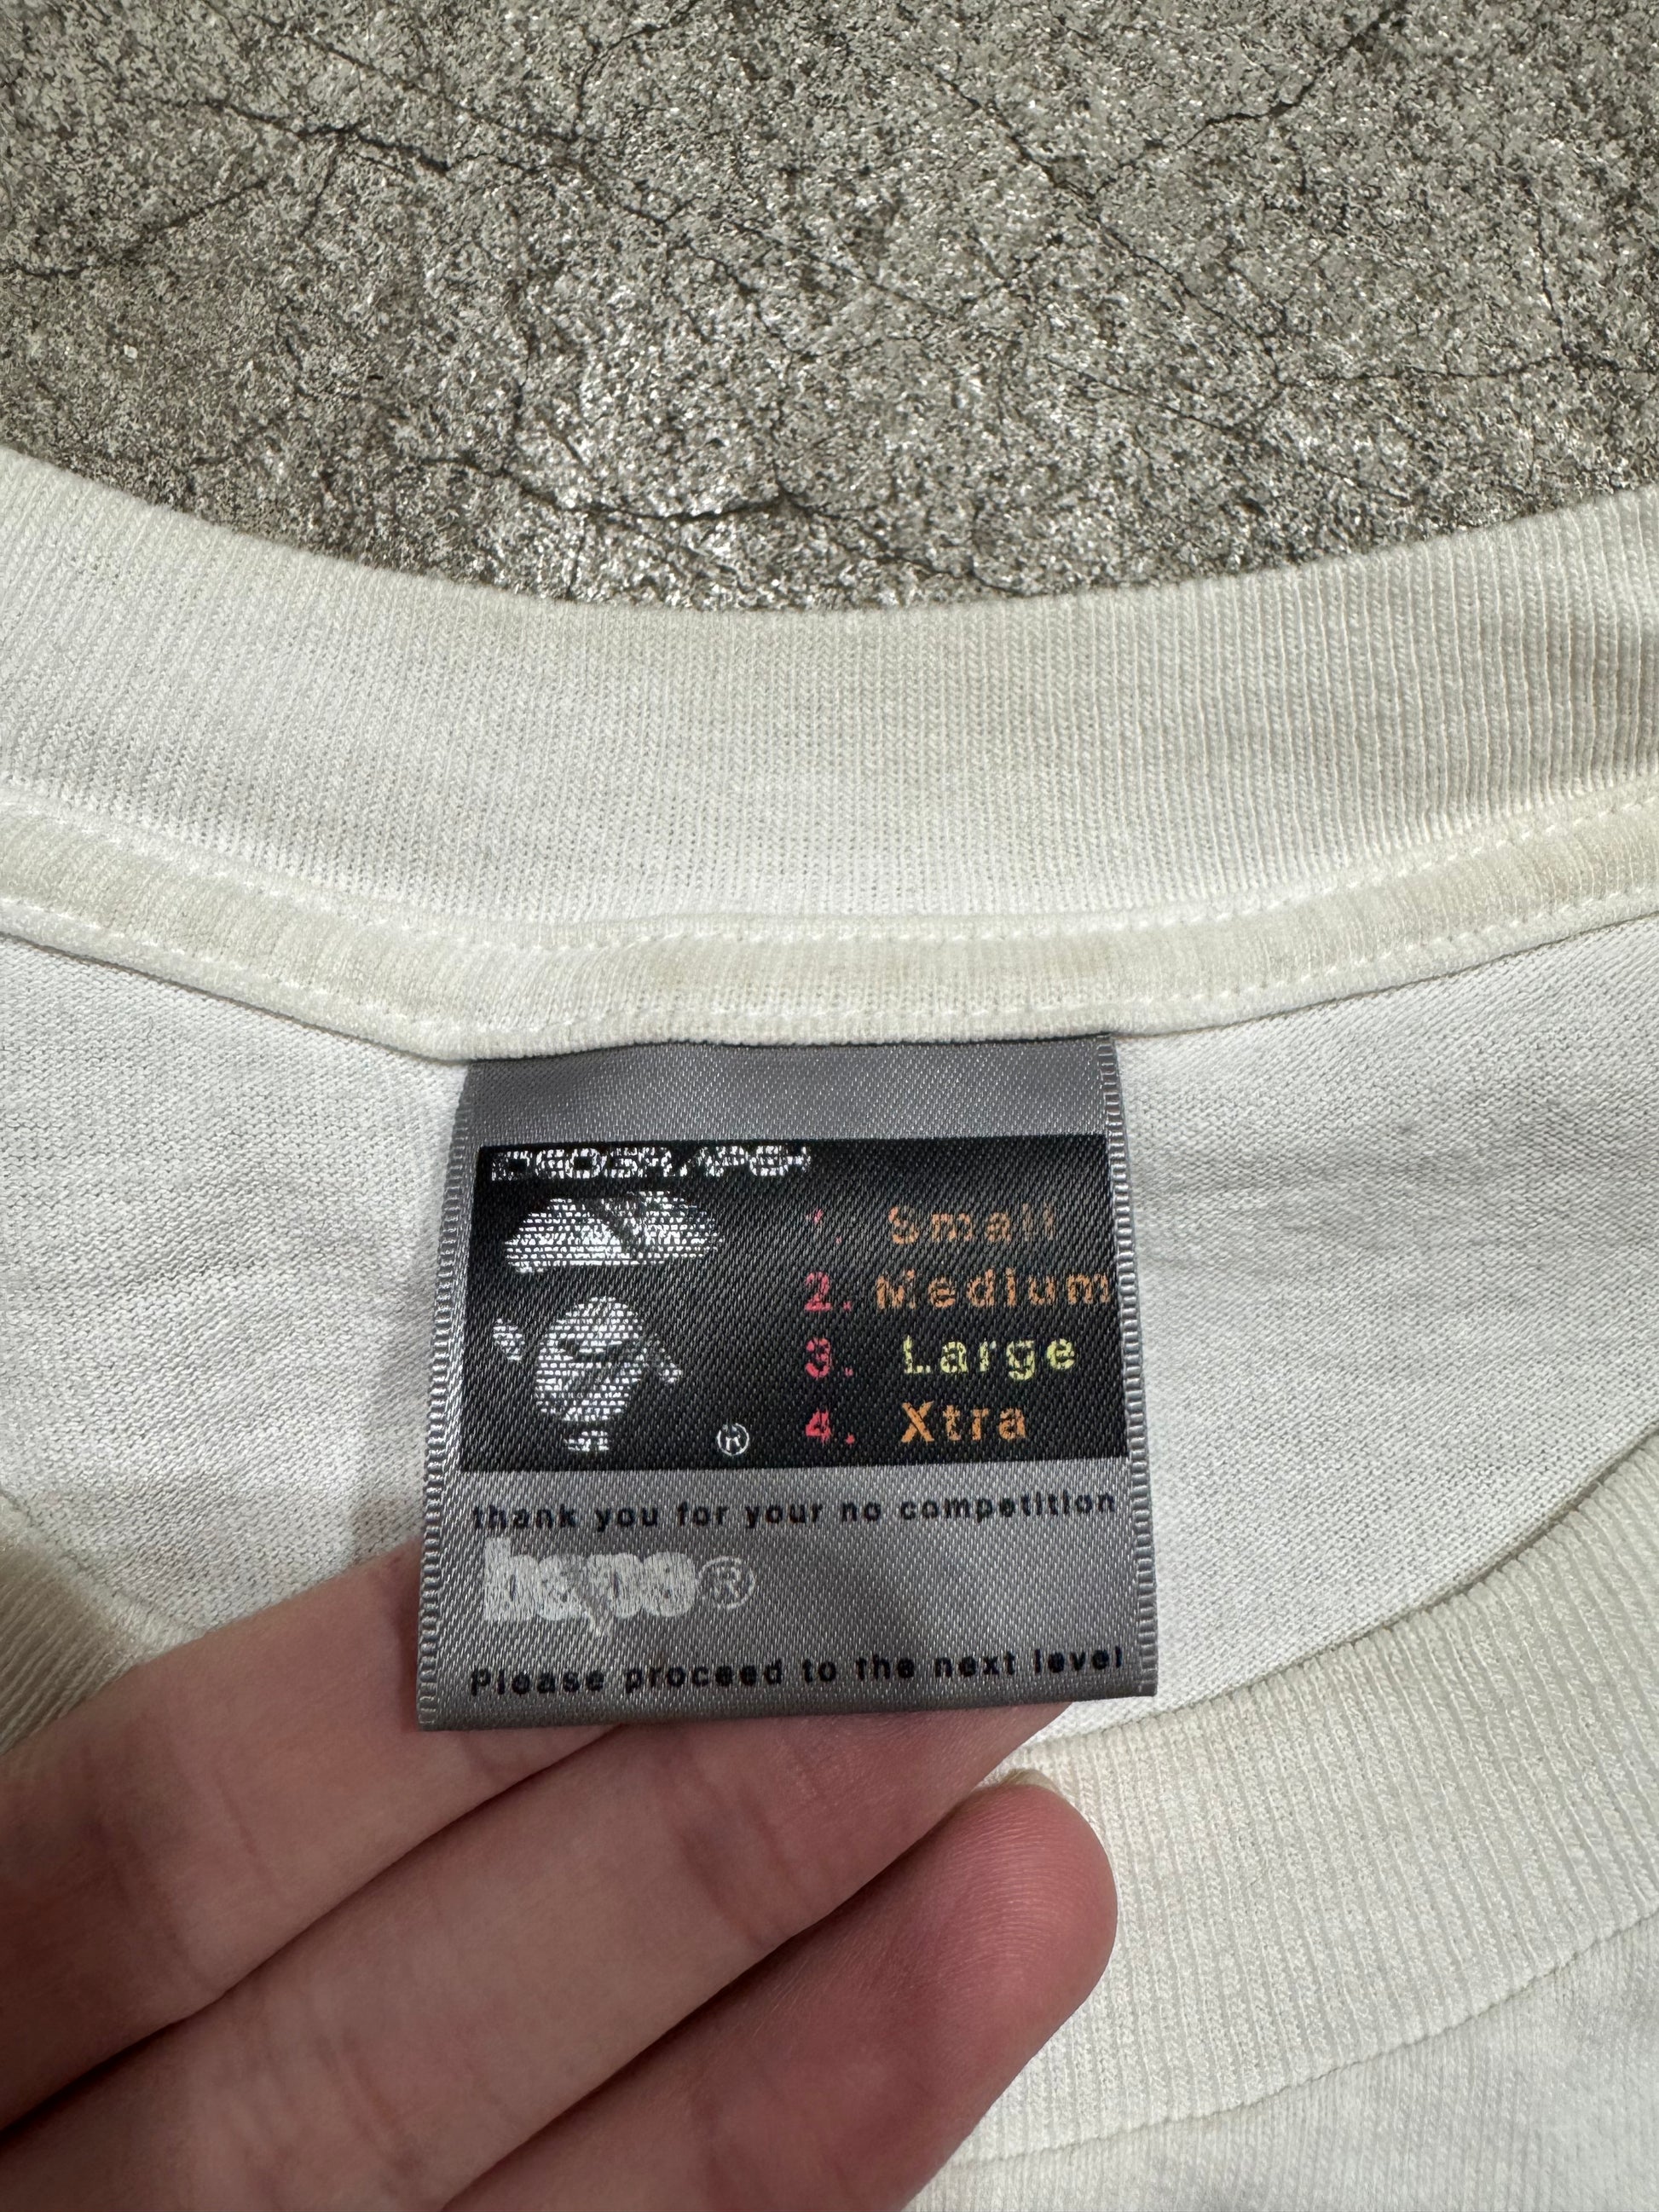 1. Small
2. Medium
3. Large
4. Xtra
®
thank you for your no competition
bape®
Please proceed to the next level